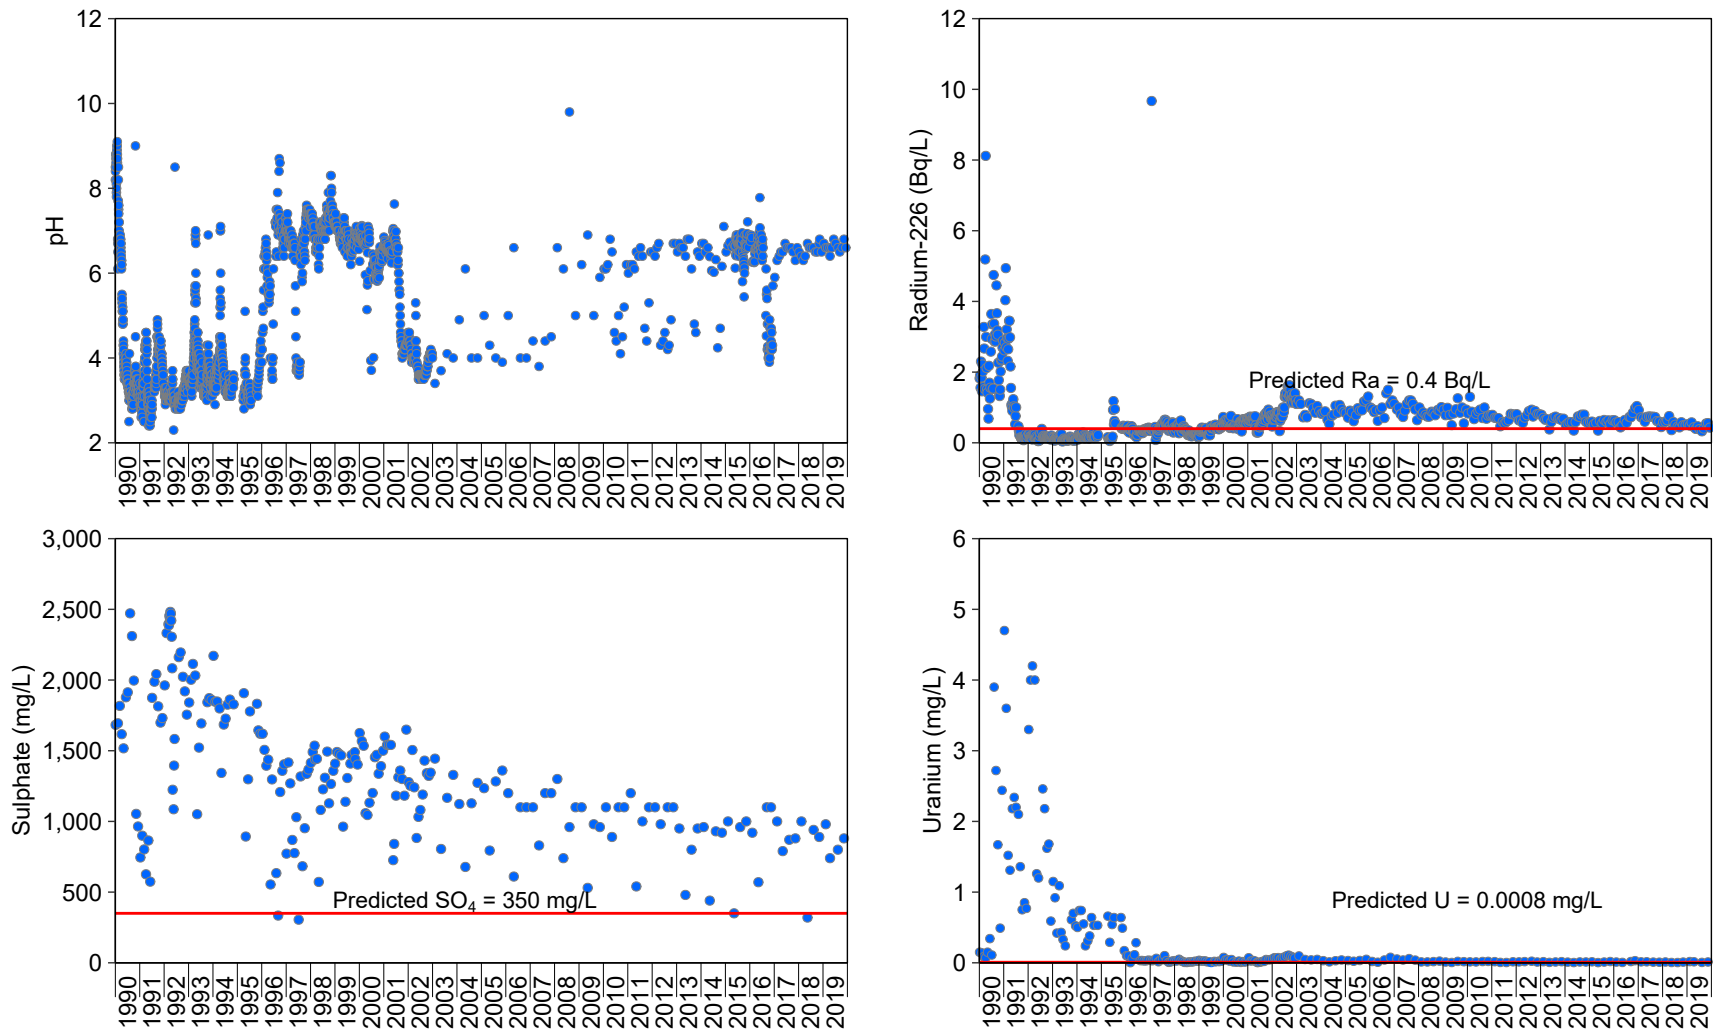 12
10
8
6
4
2
pH
1990 1991 1992 1993 1994 1995 1996 1997 1998 1999 2000 2001 2002 2003 2004 2005 2006 2007 2008 2009 2010 2011 2012 2013 2014 2015 2016 2017 2018 2019
12
10
8
6
4
2
0
Radium-226 (Bq/L)
Predicted Ra = 0.4 Bq/L
1990 1991 1992 1993 1994 1995 1996 1997 1998 1999 2000 2001 2002 2003 2004 2005 2006 2007 2008 2009 2010 2011 2012 2013 2014 2015 2016 2017 2018 2019
3,000
2,500
2,000
1,500
1,000
500
0
Sulphate (mg/L)
Predicted SO₄ = 350 mg/L
1990 1991 1992 1993 1994 1995 1996 1997 1998 1999 2000 2001 2002 2003 2004 2005 2006 2007 2008 2009 2010 2011 2012 2013 2014 2015 2016 2017 2018 2019
6
5
4
3
2
1
0
Uranium (mg/L)
Predicted U = 0.0008 mg/L
1990 1991 1992 1993 1994 1995 1996 1997 1998 1999 2000 2001 2002 2003 2004 2005 2006 2007 2008 2009 2010 2011 2012 2013 2014 2015 2016 2017 2018 2019